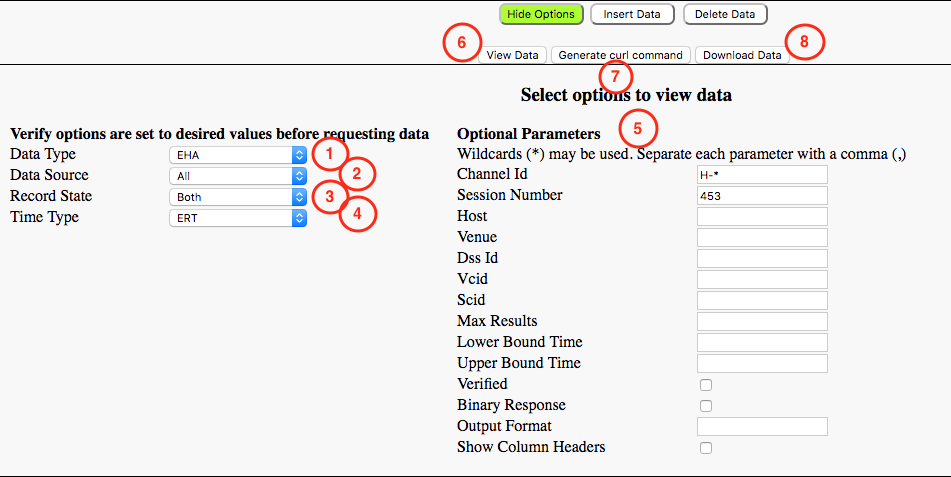 Hide Options Insert Data Delete Data
6 View Data Generate curl command Download Data 8
7
Select options to view data
Verify options are set to desired values before requesting data
Data Type EHA 1
Data Source All 2
Record State Both 3
Time Type ERT 4
Optional Parameters 5
Wildcards (*) may be used. Separate each parameter with a comma (,)
Channel Id H-*
Session Number 453
Host
Venue
Dss Id
Vcid
Scid
Max Results
Lower Bound Time
Upper Bound Time
Verified
Binary Response
Output Format
Show Column Headers